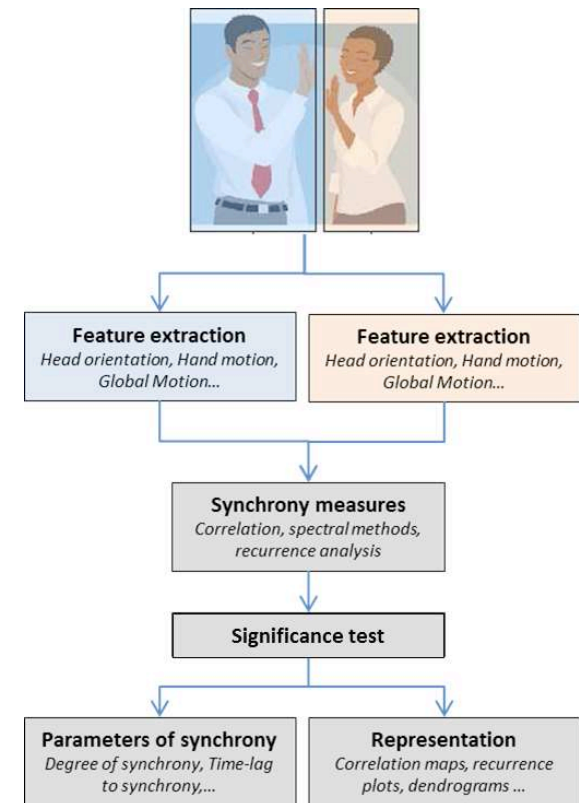 Feature extraction
Head orientation, Hand motion,
Global Motion...
Feature extraction
Head orientation, Hand motion,
Global Motion...
Synchrony measures
Correlation, spectral methods,
recurrence analysis
Significance test
Parameters of synchrony
Degree of synchrony, Time-lag
to synchrony,...
Representation
Correlation maps, recurrence
plots, dendrograms ...